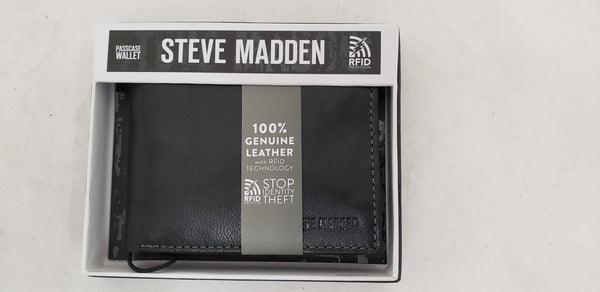 PASSCASE
WALLET
STEVE MADDEN
RFID
100%
GENUINE
LEATHER
with RFID
TECHNOLOGY
RFID
STOP
IDENTITY
THEFT